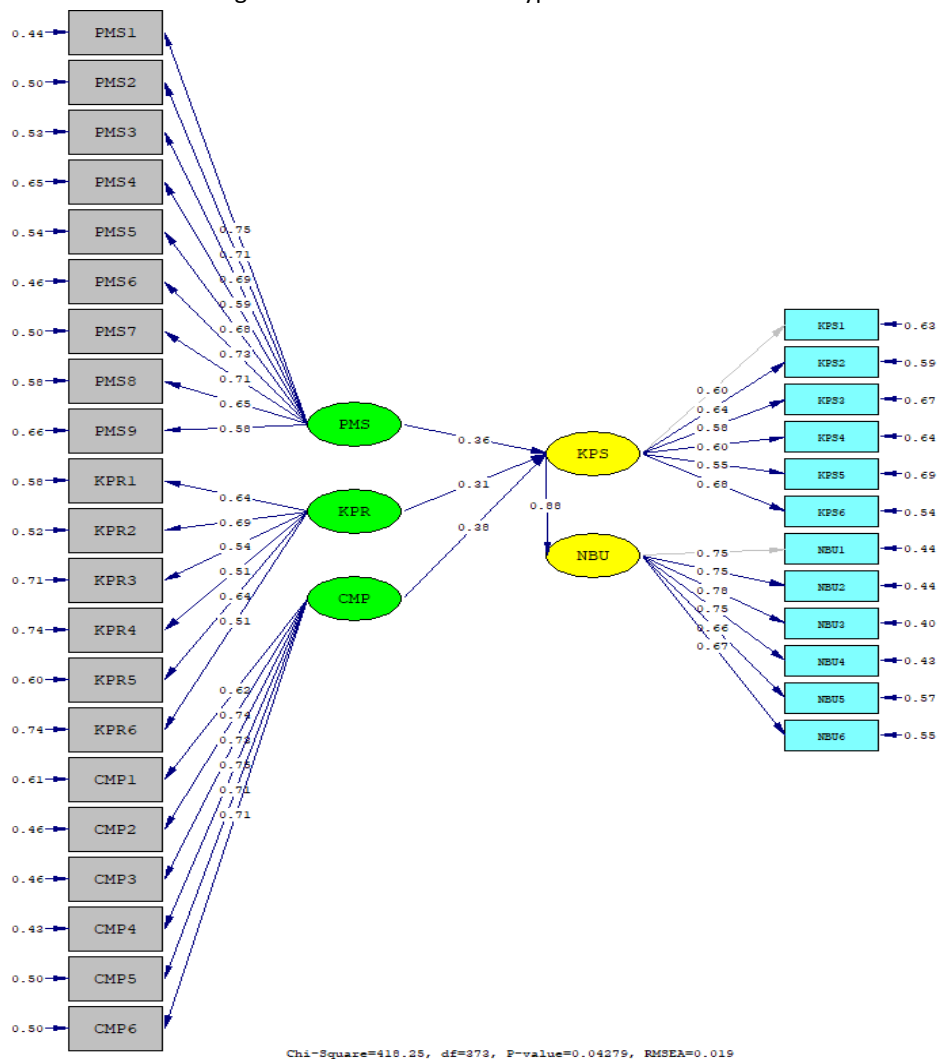 0.44 PMS1
0.50 PMS2
0.53 PMS3
0.65 PMS4
0.54 PMS5
0.46 PMS6
0.50 PMS7
0.58 PMS8
0.66 PMS9
0.58 KPR1
0.52 KPR2
0.71 KPR3
0.74 KPR4
0.60 KPR5
0.74 KPR6
0.61 CMP1
0.46 CMP2
0.46 CMP3
0.43 CMP4
0.50 CMP5
0.50 CMP6
0.75
0.71
0.69
0.59
0.68
0.73
0.71
0.65
0.58
0.64
0.69
0.54
0.51
0.64
0.51
0.62
0.74
0.73
0.75
0.71
0.71
PMS
KPR
CMP
0.36
0.31
0.38
KPS
0.88
NBU
0.60
0.64
0.58
0.60
0.55
0.68
0.75
0.75
0.78
0.75
0.66
0.67
KPS1 0.63
KPS2 0.59
KPS3 0.67
KPS4 0.64
KPS5 0.69
KPS6 0.54
NBU1 0.44
NBU2 0.44
NBU3 0.40
NBU4 0.43
NBU5 0.57
NBU6 0.55
Chi-Square=418.25, df=373, P-value=0.04279, RMSEA=0.019